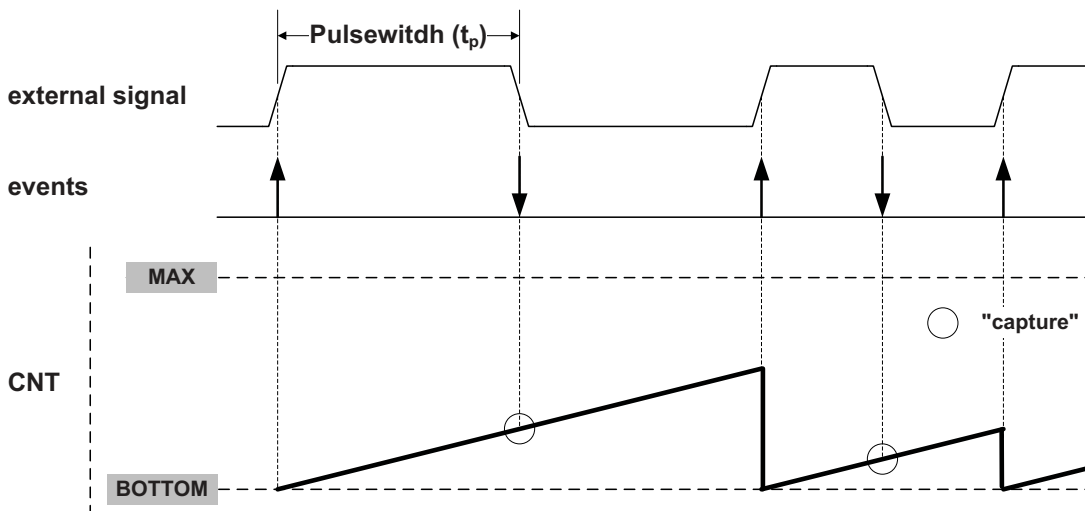 Pulsewitdh (tp)
external signal
events
MAX
"capture"
CNT
BOTTOM